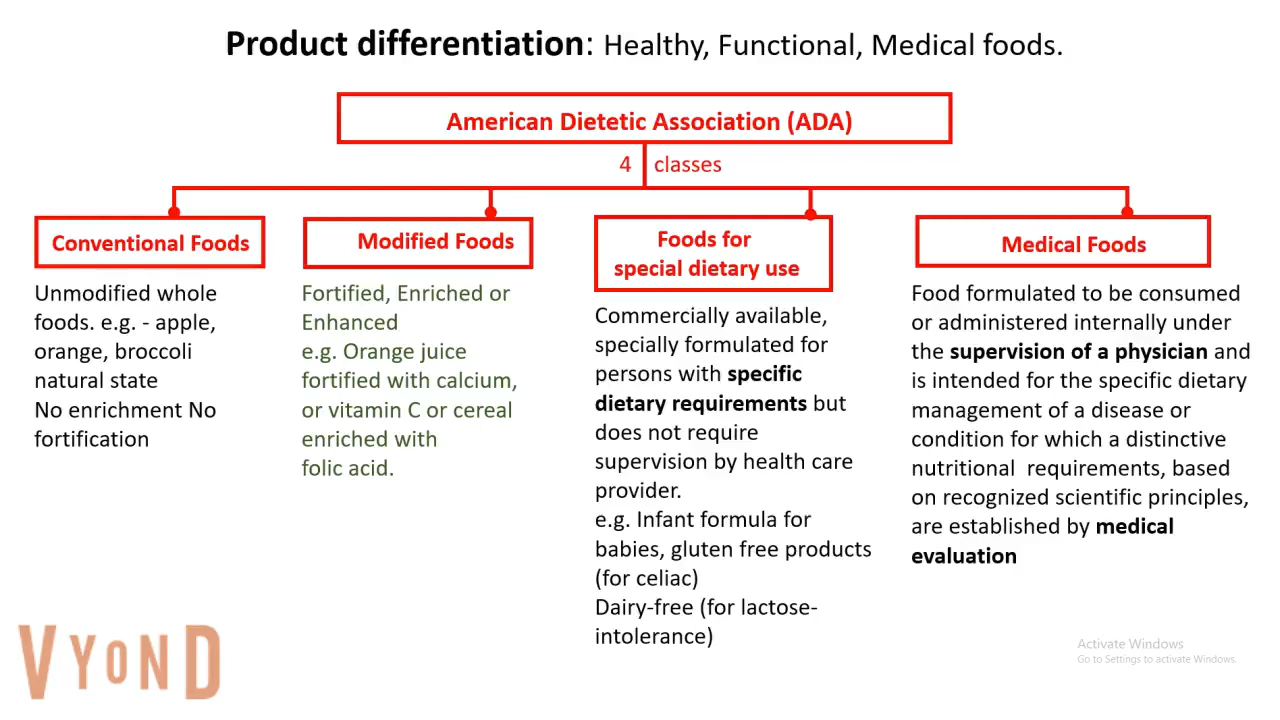 Product differentiation: Healthy, Functional, Medical foods.
American Dietetic Association (ADA)
4 classes
Conventional Foods
Unmodified whole
foods. e.g. - apple,
orange, broccoli
natural state
No enrichment No
fortification
Modified Foods
Fortified, Enriched or
Enhanced
e.g. Orange juice
fortified with calcium,
or vitamin C or cereal
enriched with
folic acid.
Foods for
special dietary use
Commercially available,
specially formulated for
persons with specific
dietary requirements but
does not require
supervision by health care
provider.
e.g. Infant formula for
babies, gluten free products
(for celiac)
Dairy-free (for lactose-
intolerance)
Medical Foods
Food formulated to be consumed
or administered internally under
the supervision of a physician and
is intended for the specific dietary
management of a disease or
condition for which a distinctive
nutritional  requirements, based
on recognized scientific principles,
are established by medical
evaluation
VYOND
Activate Windows
Go to Settings to activate Windows.